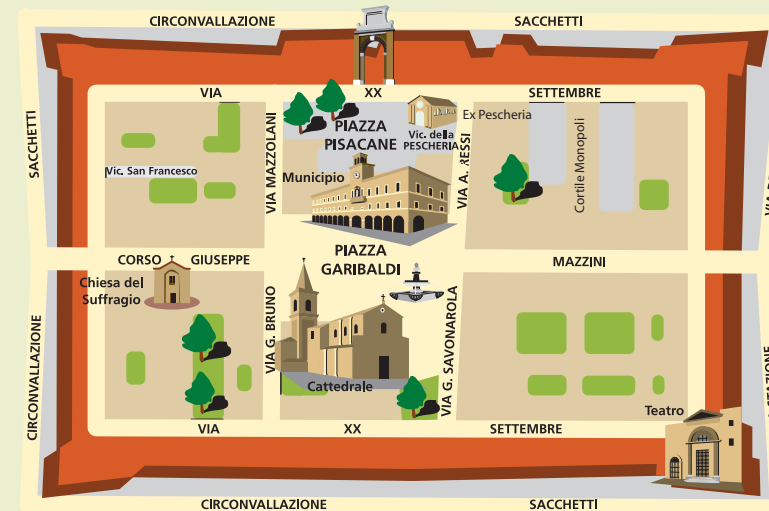 CIRCONVALLAZIONE SACCHETTI
VIA XX SETTEMBRE
SACCHETTI
VIA MAZZOLANI
PIAZZA
PISACANE
Vic. della
PESCHERIA
Ex Pescheria
VIA A. RESSI
Cortile Monopoli
Vic. San Francesco
Municipio
PIAZZA
GARIBALDI
CORSO GIUSEPPE MAZZINI
Chiesa del
Suffragio
VIA G. BRUNO
VIA G. SAVONAROLA
Cattedrale
CIRCONVALLAZIONE
Teatro
VIA XX SETTEMBRE
CIRCONVALLAZIONE SACCHETTI